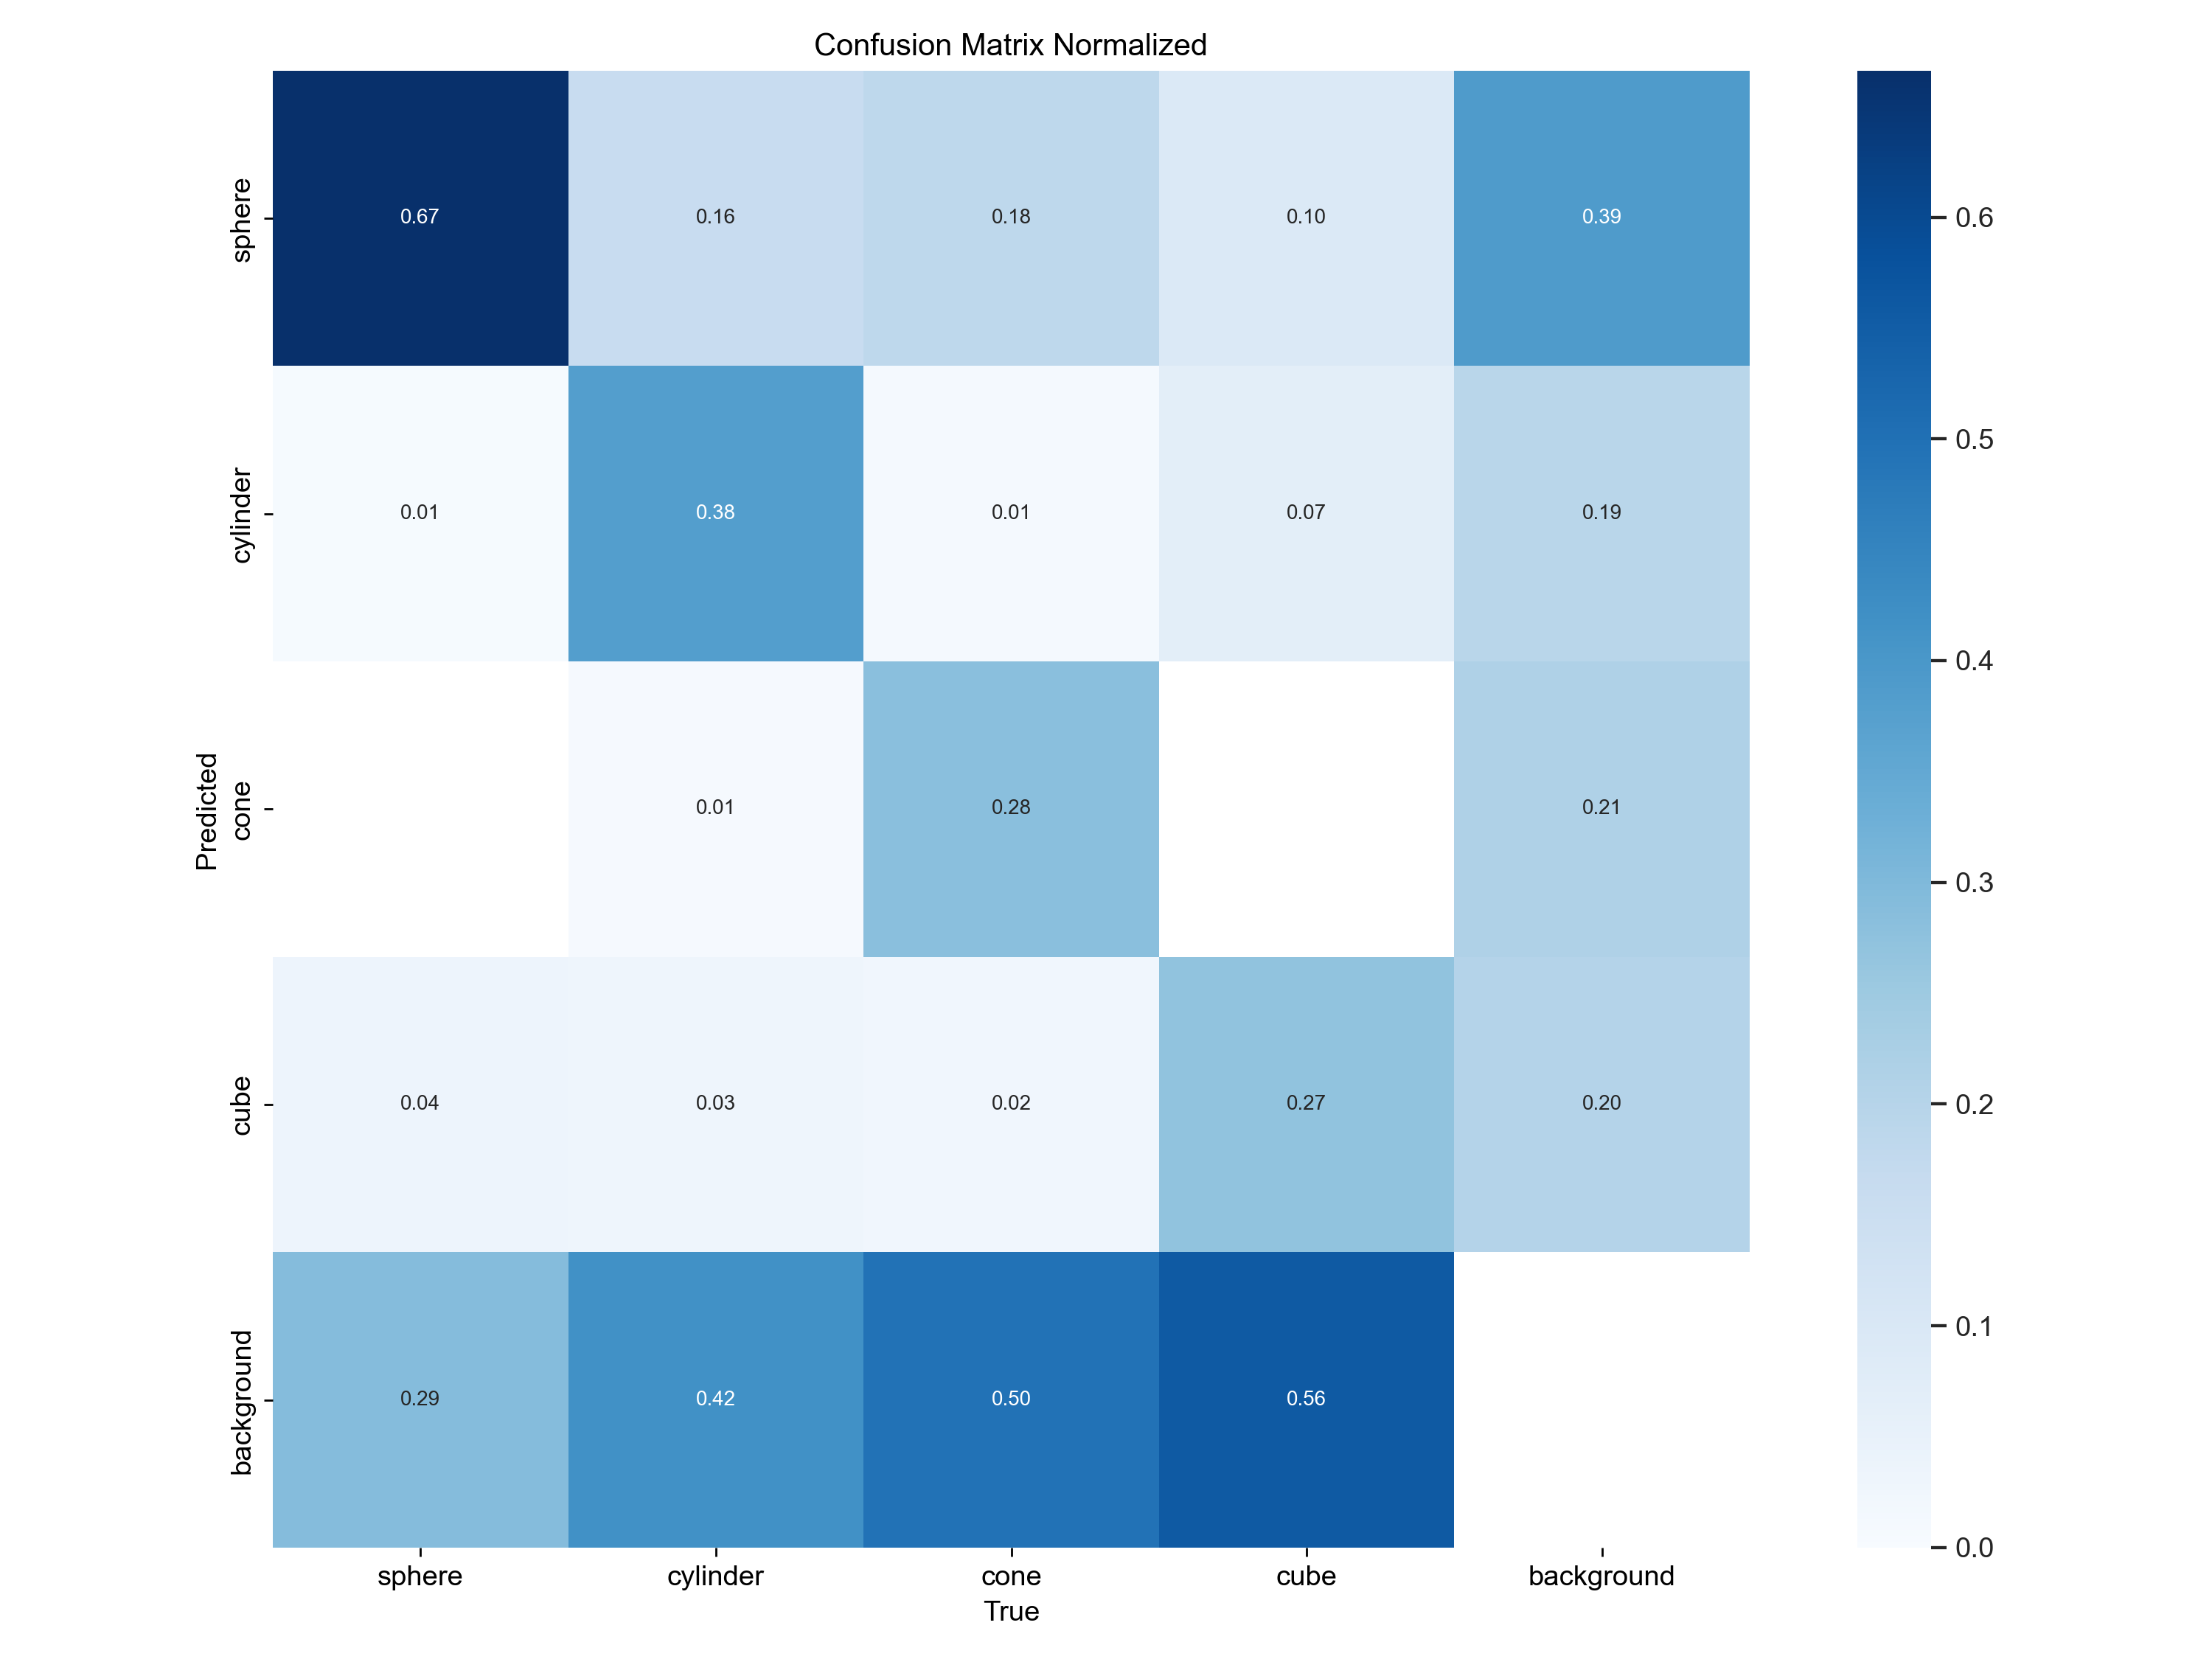 Confusion Matrix Normalized
sphere
0.67
0.16
0.18
0.10
0.39
cylinder
0.01
0.38
0.01
0.07
0.19
Predicted
cone
0.01
0.28
0.21
cube
0.04
0.03
0.02
0.27
0.20
background
0.29
0.42
0.50
0.56
sphere
cylinder
cone
cube
background
True
0.6
0.5
0.4
0.3
0.2
0.1
0.0